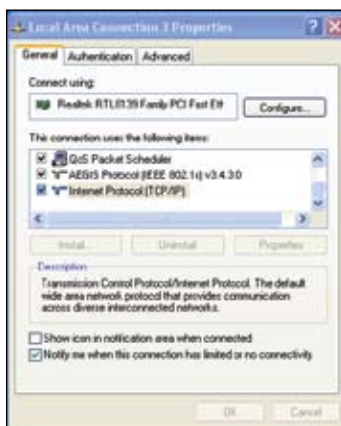 Local Area Connection 3 Properties
General Authentication Advanced
Connect using:
Realtek RTL8139 Family PCI Fast Eth
Configure...
This connection uses the following items:
QoS Packet Scheduler
AEGIS Protocol (IEEE 802.1x) v3.4.3.0
Internet Protocol (TCP/IP)
Install...
Uninstall
Properties
Description
Transmission Control Protocol/Internet Protocol. The default
wide area network protocol that provides communication
across diverse interconnected networks.
Show icon in notification area when connected
Notify me when this connection has limited or no connectivity
OK
Cancel